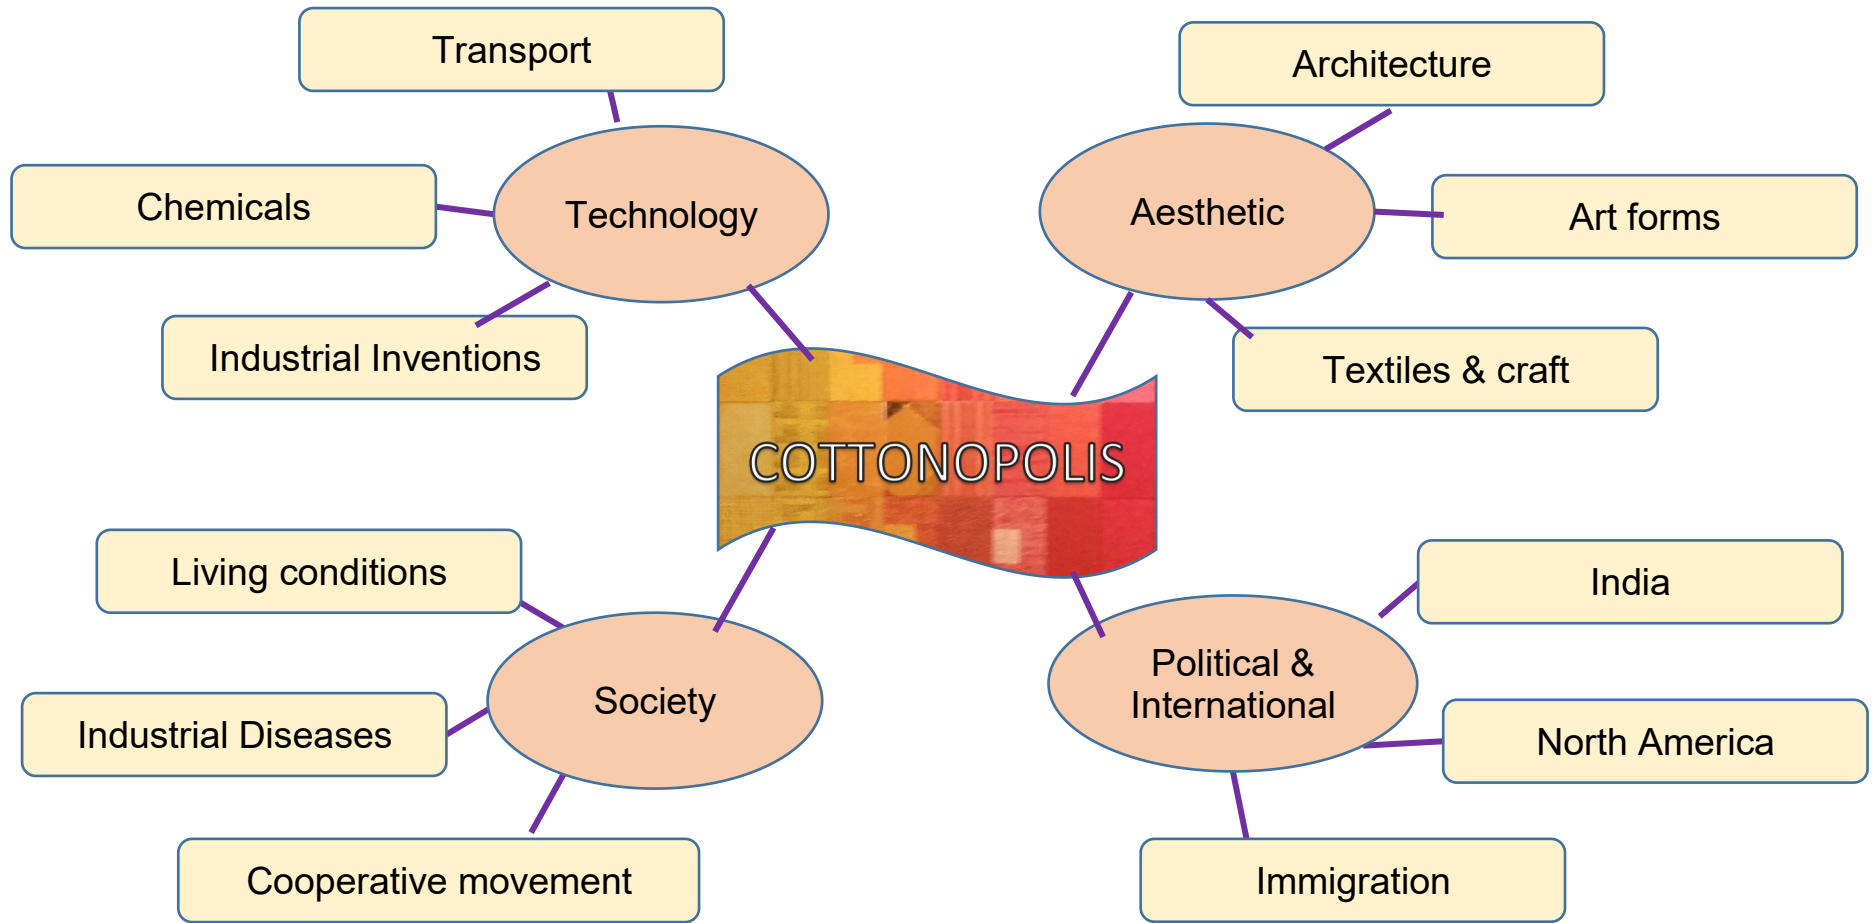 Transport
Architecture
Chemicals
Technology
Aesthetic
Art forms
Industrial Inventions
Textiles & craft
COTTONOPOLIS
Living conditions
India
Society
Political &
International
Industrial Diseases
North America
Cooperative movement
Immigration